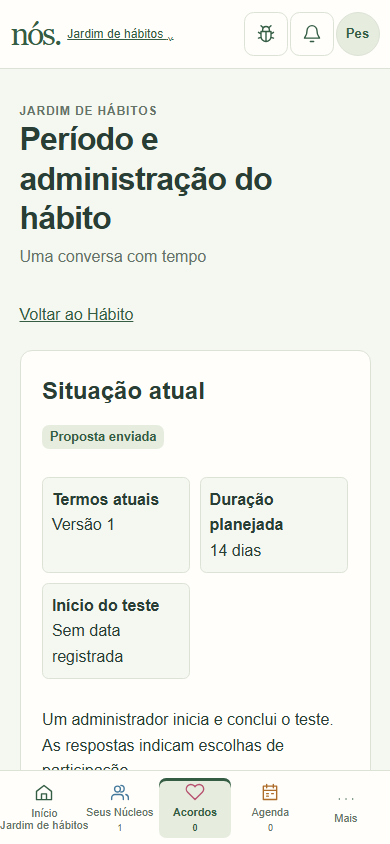 nós. Jardim de hábitos
Pes
JARDIM DE HÁBITOS
Período e
administração do
hábito
Uma conversa com tempo
Voltar ao Hábito
Situação atual
Proposta enviada
Termos atuais
Versão 1
Duração
planejada
14 dias
Início do teste
Sem data
registrada
Um administrador inicia e conclui o teste.
As respostas indicam escolhas de
participação
Início
Jardim de hábitos
Seus Núcleos
1
Acordos
0
Agenda
0
...
Mais